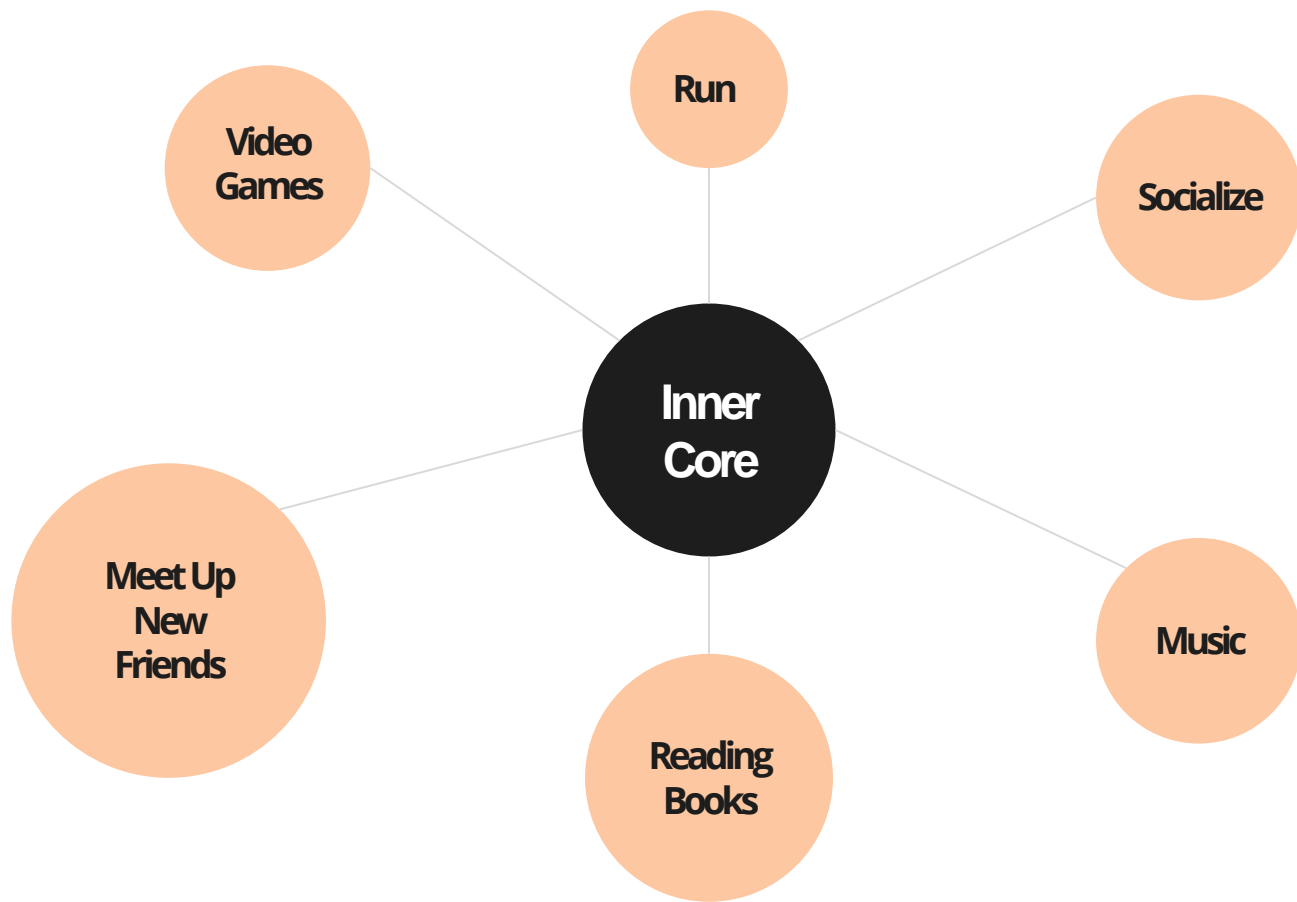 Run
Video
Games
Socialize
Inner
Core
Meet Up
New
Friends
Music
Reading
Books